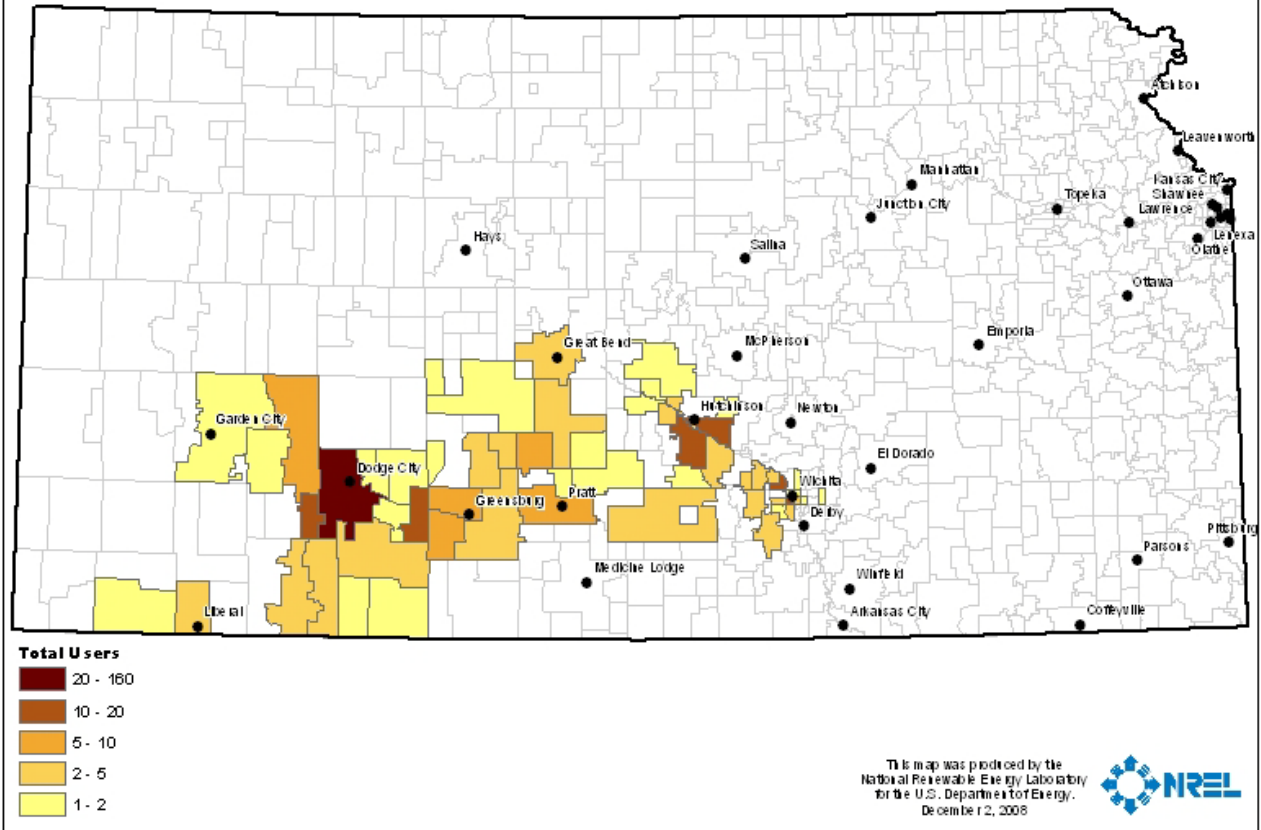 Atchison
Leavenworth
Manhattan
Kansas City
Shawnee
Topeka
Junction City
Lawrence
Hays
Lenexa
Salina
Olathe
Ottawa
Emporia
Great Bend
McPherson
Hutchinson
Newton
Garden City
El Dorado
Dodge City
Wichita
Greensburg
Pratt
Derby
Pittsburg
Parsons
Medicine Lodge
Winfield
Liberal
Arkansas City
Coffeyville
Total Users
20 - 160
10 - 20
5 - 10
2 - 5
1 - 2
This map was produced by the
National Renewable Energy Laboratory
for the U.S. Department of Energy.
December 2, 2008
NREL